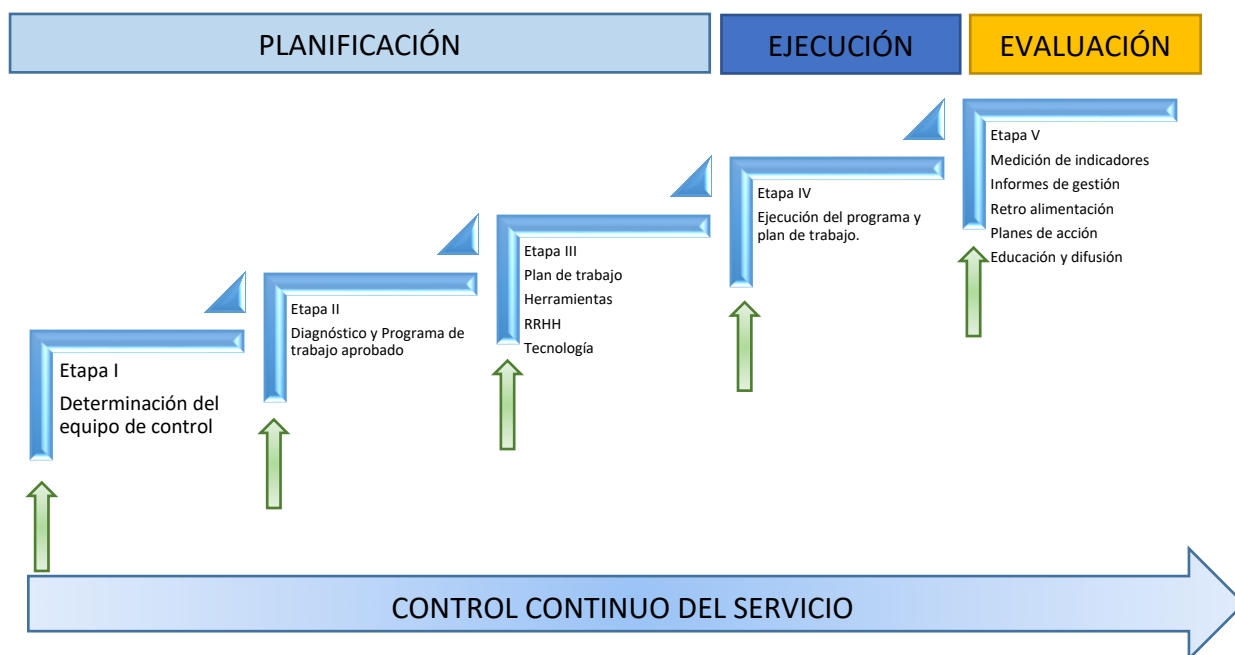 PLANIFICACIÓN
EJECUCIÓN
EVALUACIÓN
Etapa I
Determinación del
equipo de control
Etapa II
Diagnóstico y Programa de
trabajo aprobado
Etapa III
Plan de trabajo
Herramientas
RRHH
Tecnología
Etapa IV
Ejecución del programa y
plan de trabajo.
Etapa V
Medición de indicadores
Informes de gestión
Retro alimentación
Planes de acción
Educación y difusión
CONTROL CONTINUO DEL SERVICIO